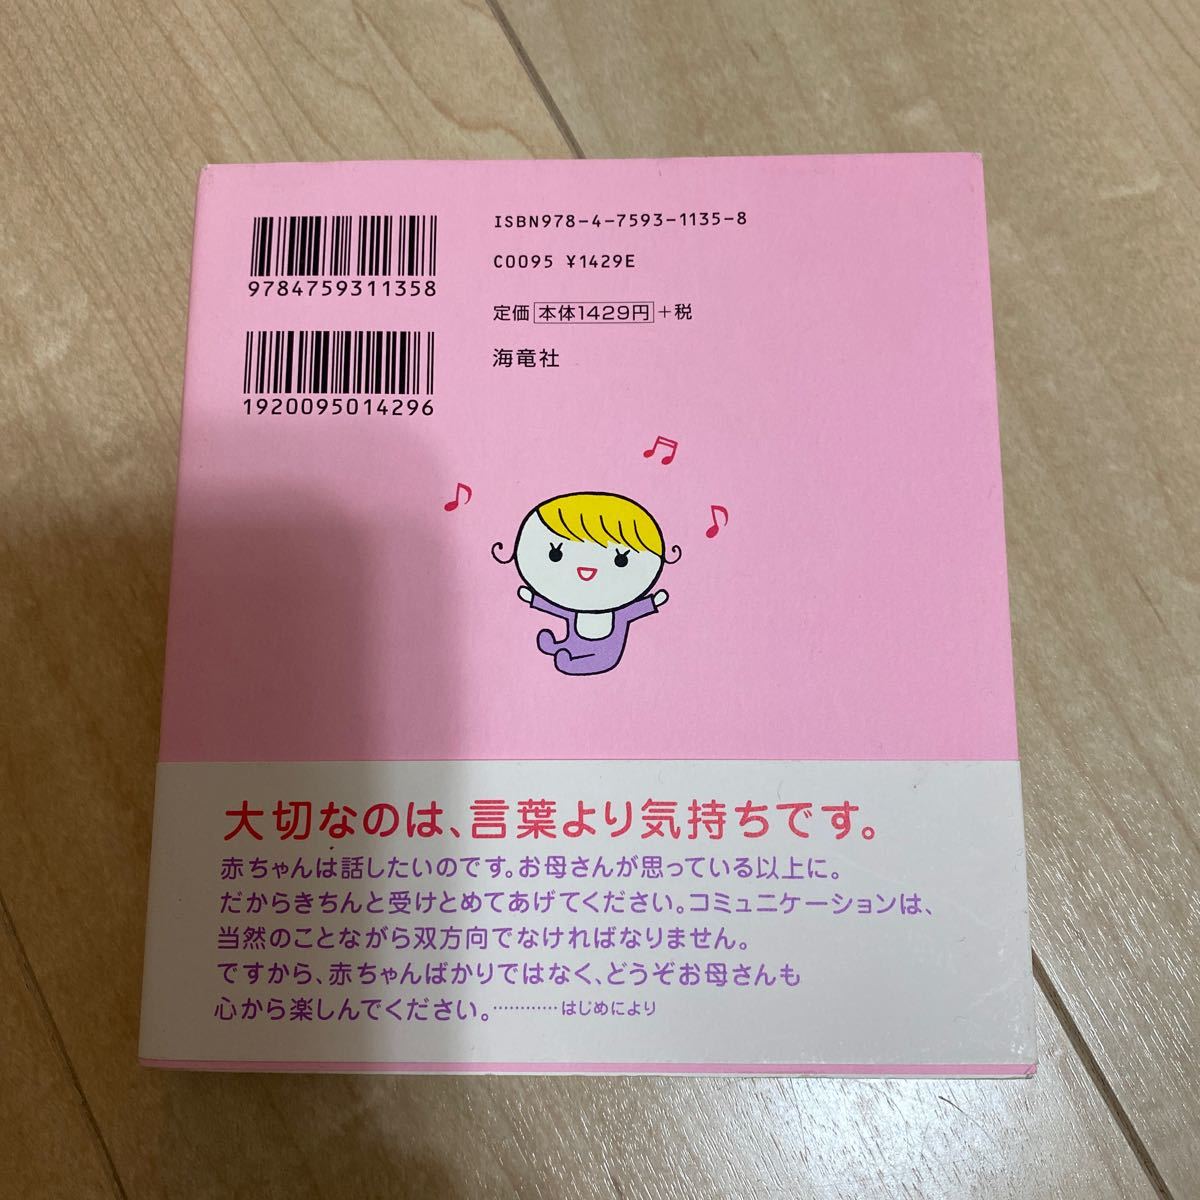 9784759311358
1920095014296
ISBN978-4-7593-1135-8
C0095 ¥1429E
定価 本体1429円 +税
海竜社
大切なのは、言葉より気持ちです。
赤ちゃんは話したいのです。お母さんが思っている以上に。
だからきちんと受けとめてあげてください。コミュニケーションは、
当然のことながら双方向でなければなりません。
ですから、赤ちゃんばかりではなく、どうぞお母さんも
心から楽しんでください。…………はじめにより